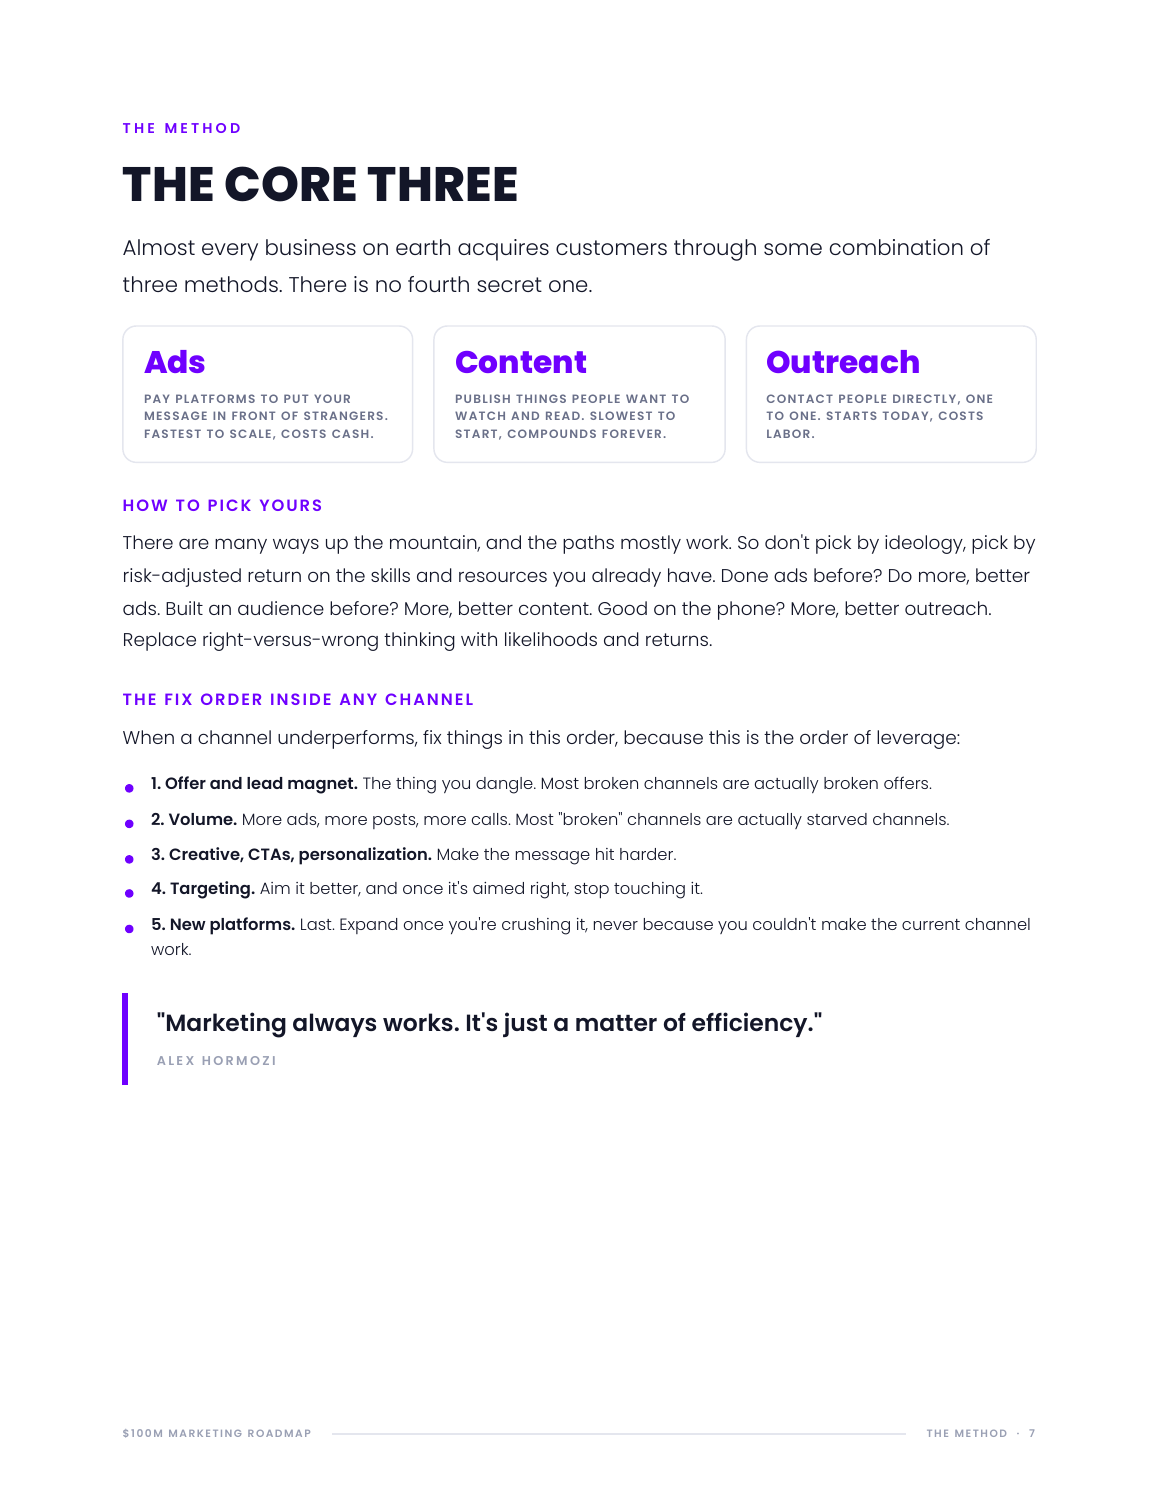 THE METHOD
THE CORE THREE
Almost every business on earth acquires customers through some combination of
three methods. There is no fourth secret one.
Ads
PAY PLATFORMS TO PUT YOUR
MESSAGE IN FRONT OF STRANGERS.
FASTEST TO SCALE, COSTS CASH.
Content
PUBLISH THINGS PEOPLE WANT TO
WATCH AND READ. SLOWEST TO
START, COMPOUNDS FOREVER.
Outreach
CONTACT PEOPLE DIRECTLY, ONE
TO ONE. STARTS TODAY, COSTS
LABOR.
HOW TO PICK YOURS
There are many ways up the mountain, and the paths mostly work. So don't pick by ideology, pick by
risk-adjusted return on the skills and resources you already have. Done ads before? Do more, better
ads. Built an audience before? More, better content. Good on the phone? More, better outreach.
Replace right-versus-wrong thinking with likelihoods and returns.
THE FIX ORDER INSIDE ANY CHANNEL
When a channel underperforms, fix things in this order, because this is the order of leverage:
● 1. Offer and lead magnet. The thing you dangle. Most broken channels are actually broken offers.
● 2. Volume. More ads, more posts, more calls. Most "broken" channels are actually starved channels.
● 3. Creative, CTAs, personalization. Make the message hit harder.
● 4. Targeting. Aim it better, and once it's aimed right, stop touching it.
● 5. New platforms. Last. Expand once you're crushing it, never because you couldn't make the current channel
work.
"Marketing always works. It's just a matter of efficiency."
ALEX HORMOZI
$100M MARKETING ROADMAP
THE METHOD · 7